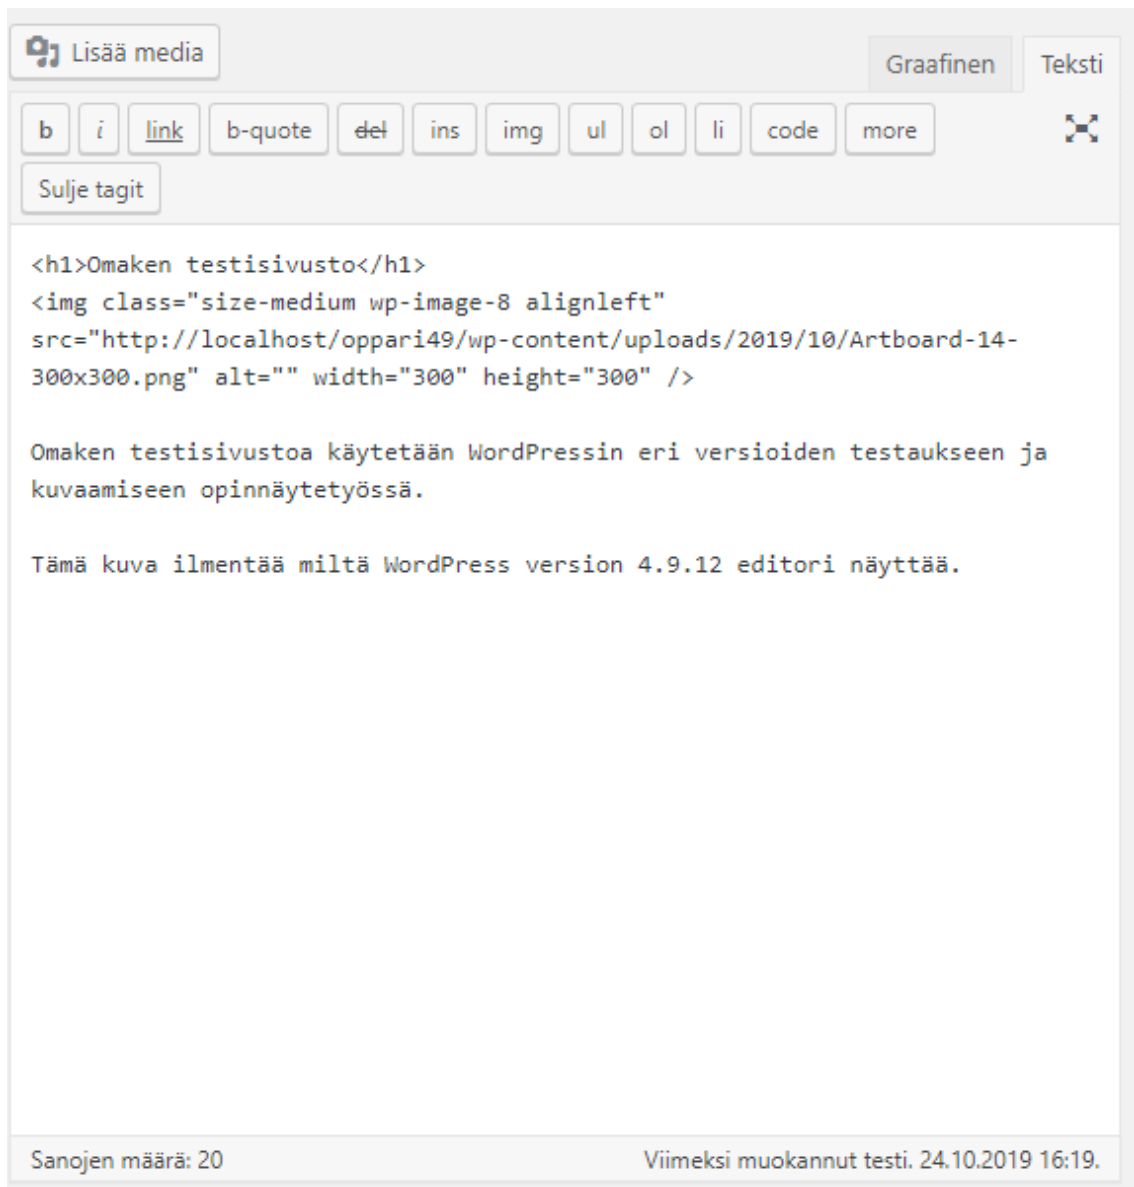 Lisää media
Graafinen Teksti
b i link b-quote del ins img ul ol li code more
Sulje tagit
<h1>Omaken testisivusto</h1>
<img class="size-medium wp-image-8 alignleft"
src="http://localhost/oppari49/wp-content/uploads/2019/10/Artboard-14-
300x300.png" alt="" width="300" height="300" />
Omaken testisivustoa käytetään WordPressin eri versioiden testaukseen ja
kuvaamiseen opinnäytetyössä.
Tämä kuva ilmentää miltä WordPress version 4.9.12 editori näyttää.
Sanojen määrä: 20 Viimeksi muokannut testi. 24.10.2019 16:19.